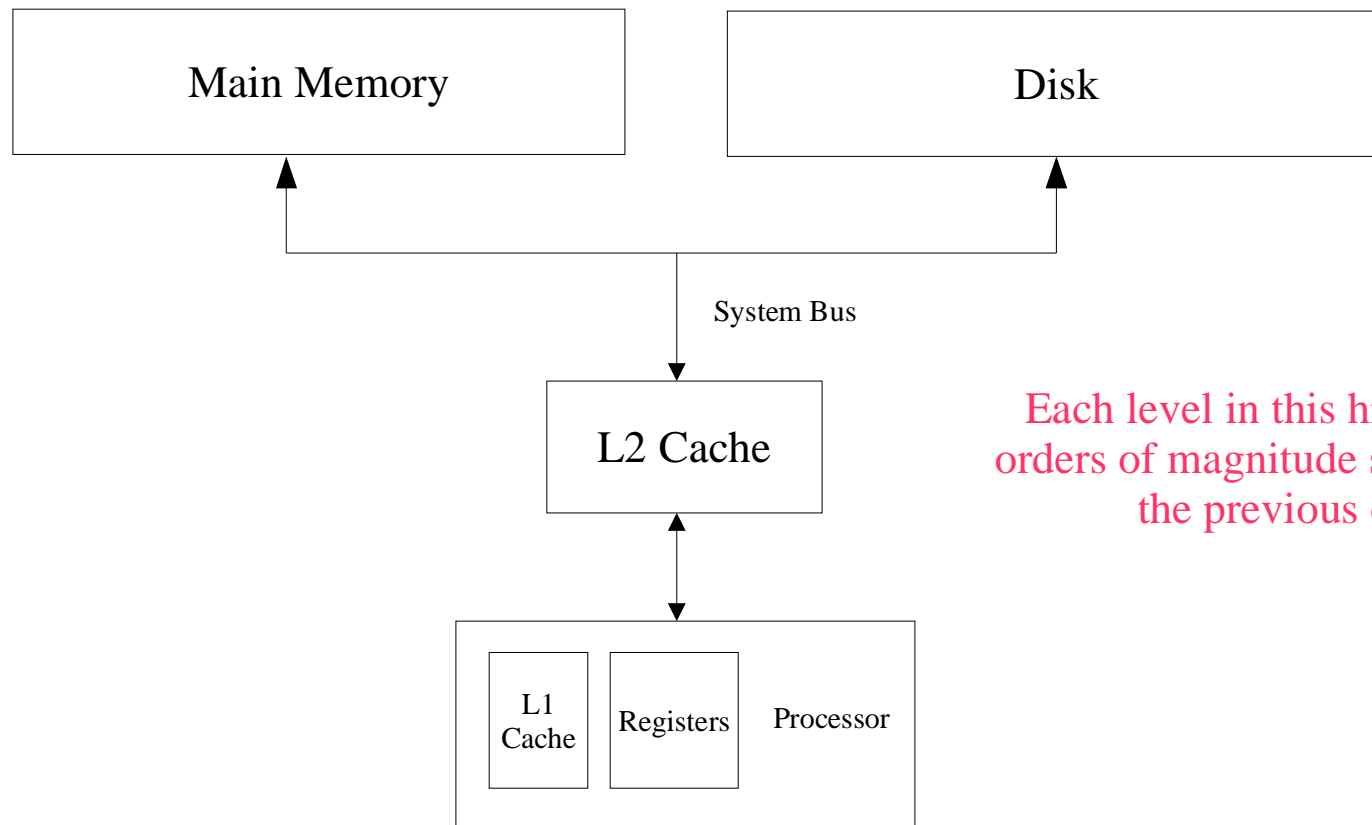 Main Memory
Disk
System Bus
L2 Cache
Each level in this
orders of magnitude
the previous
L1
Cache
Registers
Processor